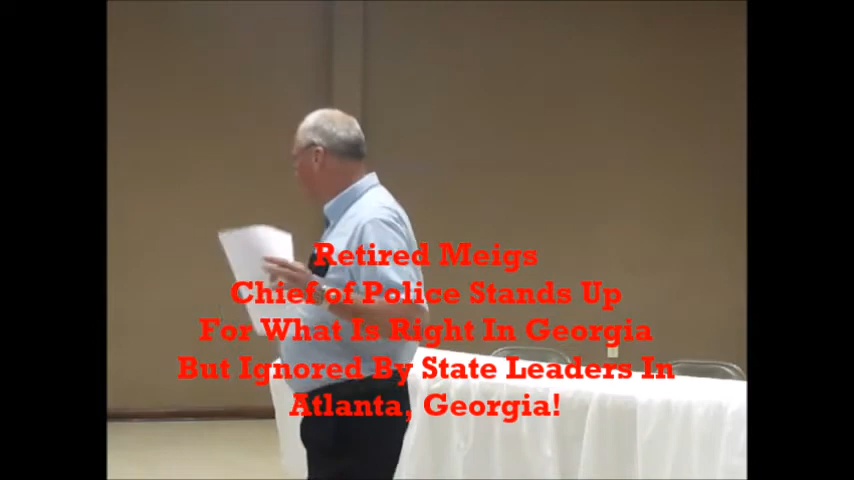 Retired Meigs
Chief of Police Stands Up
For What Is Right In Georgia
But Ignored By State Leaders In
Atlanta, Georgia!